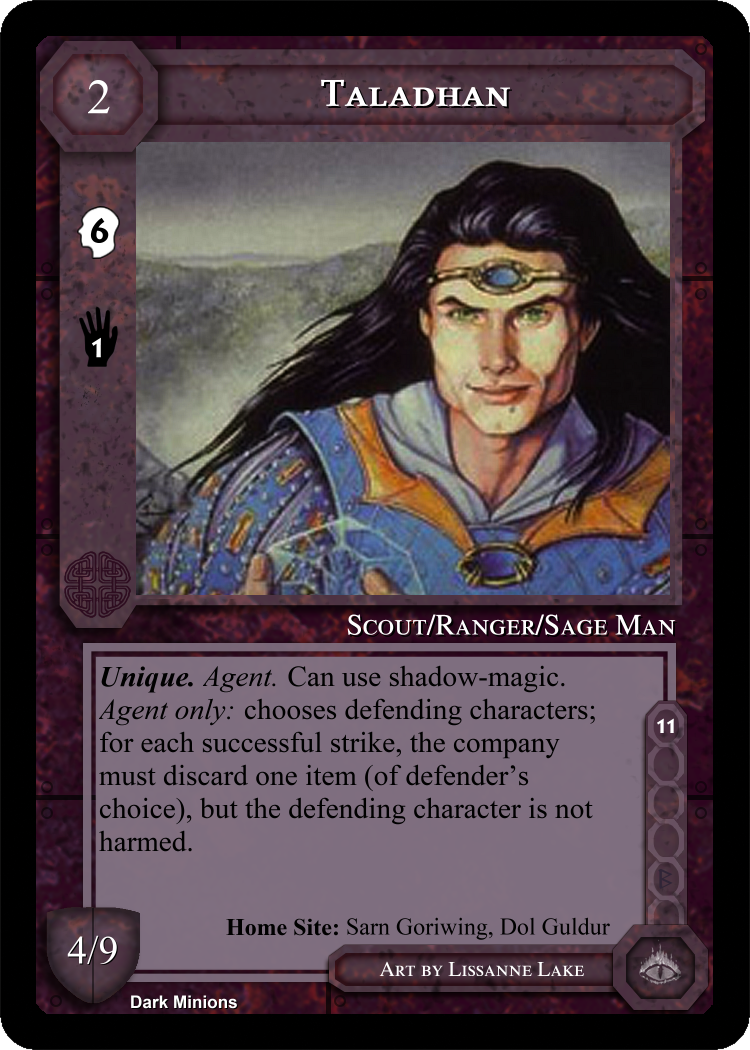 2
Taladhan
6
1
Scout/Ranger/Sage Man
Unique. Agent. Can use shadow-magic.
Agent only: chooses defending characters;
for each successful strike, the company
must discard one item (of defender's
choice), but the defending character is not
harmed.
11
Home Site: Sarn Goriwing, Dol Guldur
4/9
Art by Lissanne Lake
Dark Minions